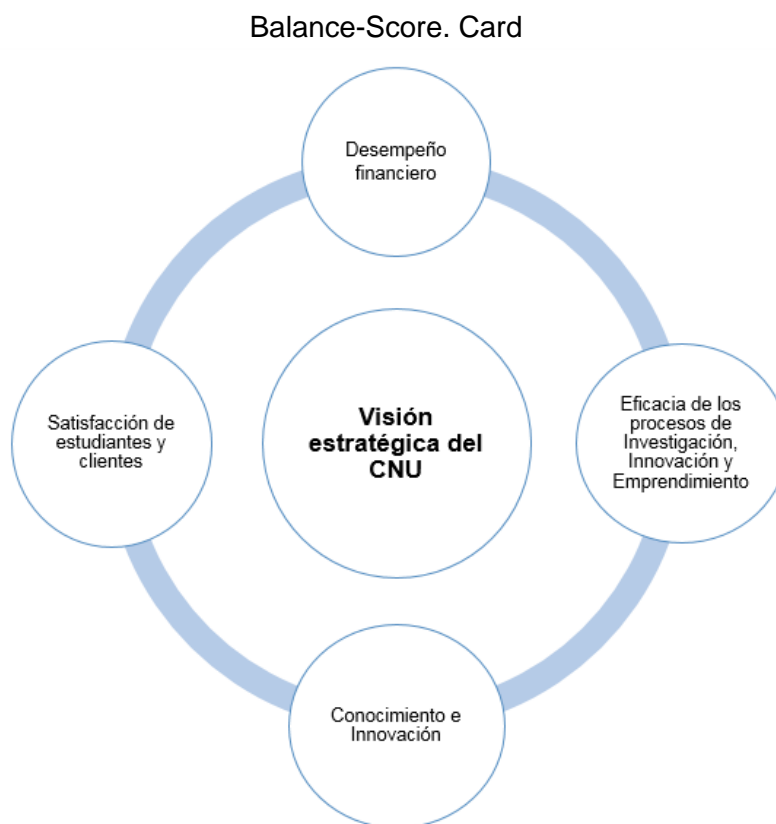 Balance-Score. Card
Desempeño
financiero
Satisfacción de
estudiantes y
clientes
Visión
estratégica del
CNU
Eficacia de los
procesos de
Investigación,
Innovación y
Emprendimiento
Conocimiento e
Innovación